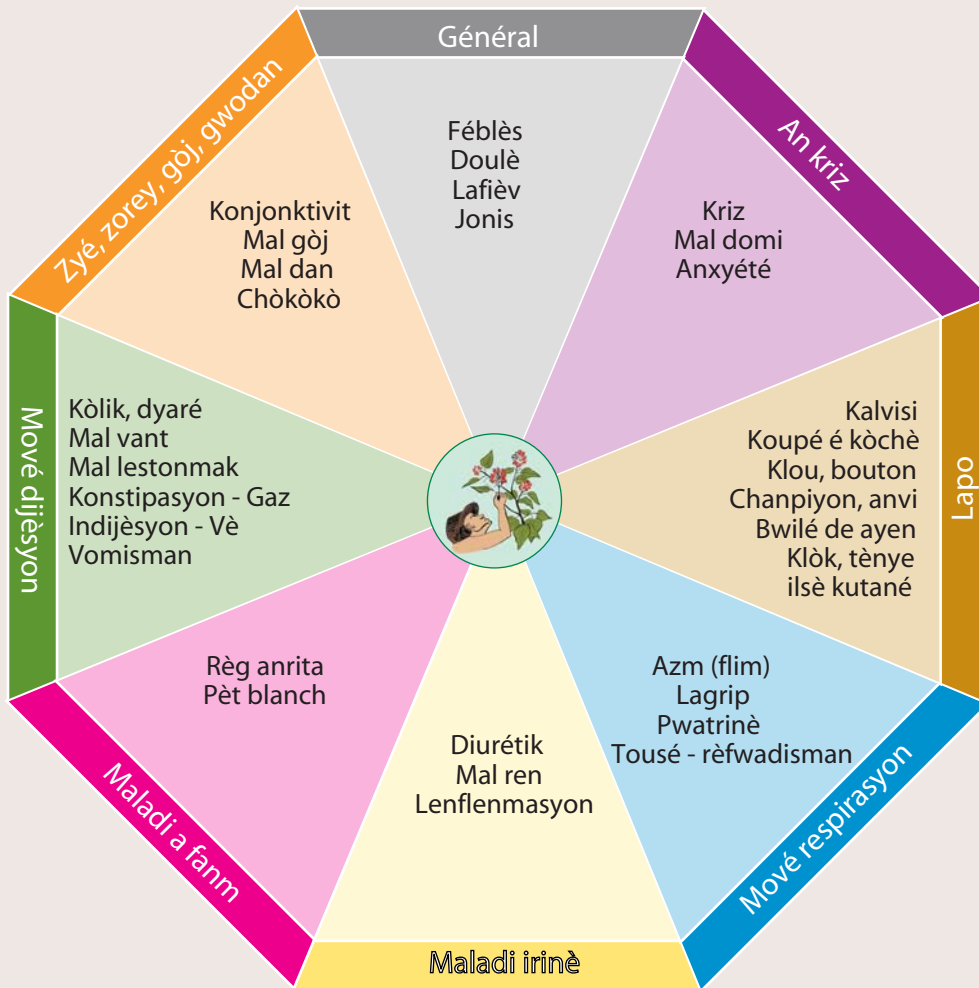 Général
Féblès
Doulè
Lafièv
Jonis
An kriz
Kriz
Mal domi
Anxyété
Lapo
Kalvisi
Koupé é kòchè
Klou, bouton
Chanpiyon, anvi
Bwilé de ayen
Klòk, tènye
ilsè kutané
Mové respirasyon
Azm (flim)
Lagrip
Pwatrinè
Tousé - rèfwadisman
Maladi irinè
Diurétik
Mal ren
Lenflenmasyon
Maladi a fanm
Règ anrita
Pèt blanch
Mové dijèsyon
Kòlik, dyaré
Mal vant
Mal lestonmak
Konstipasyon - Gaz
Indijèsyon - Vè
Vomisman
Zyé, zorey, gòj, gwodan
Konjonktivit
Mal gòj
Mal dan
Chòkòkò